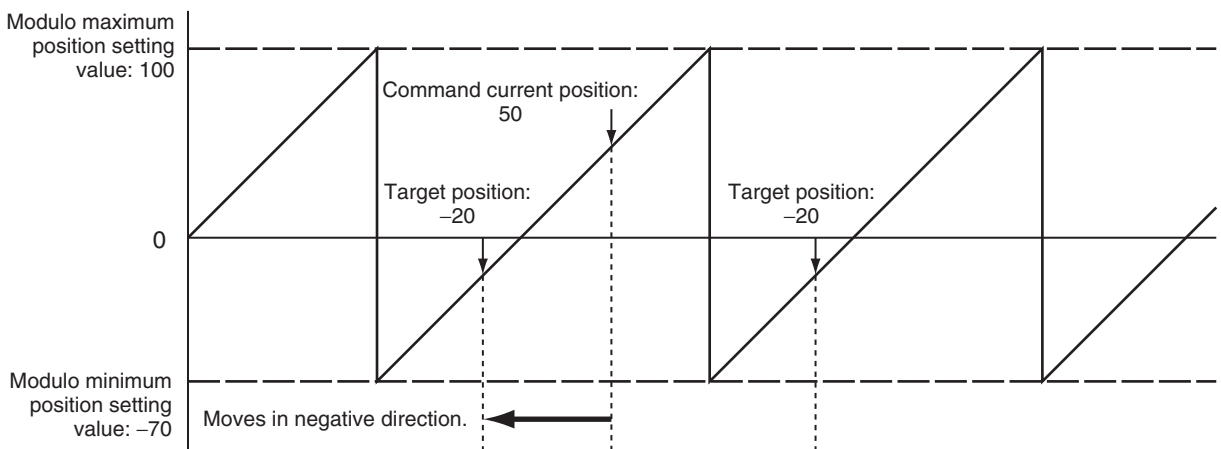 Modulo maximum
position setting
value: 100
Command current position:
50
Target position:
−20
Target position:
−20
0
Modulo minimum
position setting
value: −70
Moves in negative direction.